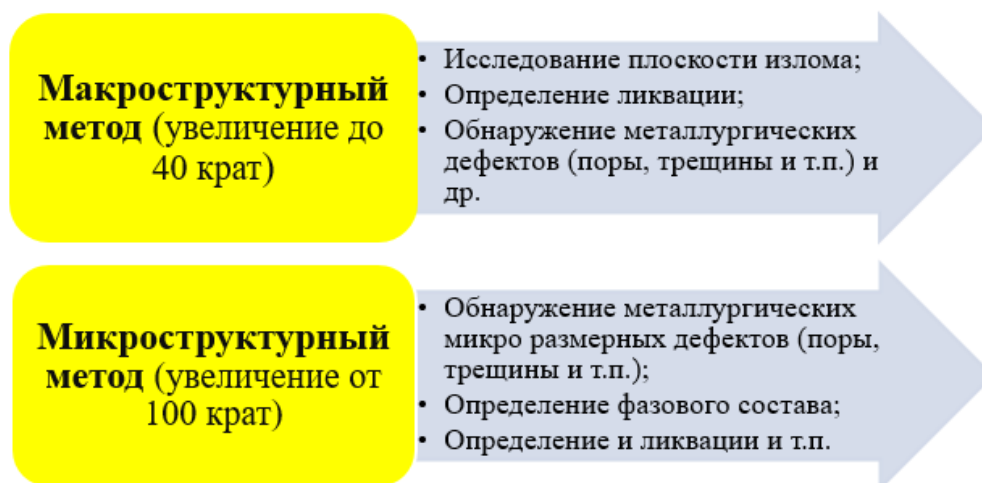 Макроструктурный
метод (увеличение до
40 крат)
• Исследование плоскости излома;
• Определение ликвации;
• Обнаружение металлургических
дефектов (поры, трещины и т.п.) и
др.
Микроструктурный
метод (увеличение от
100 крат)
• Обнаружение металлургических
микро размерных дефектов (поры,
трещины и т.п.);
• Определение фазового состава;
• Определение и ликвации и т.п.